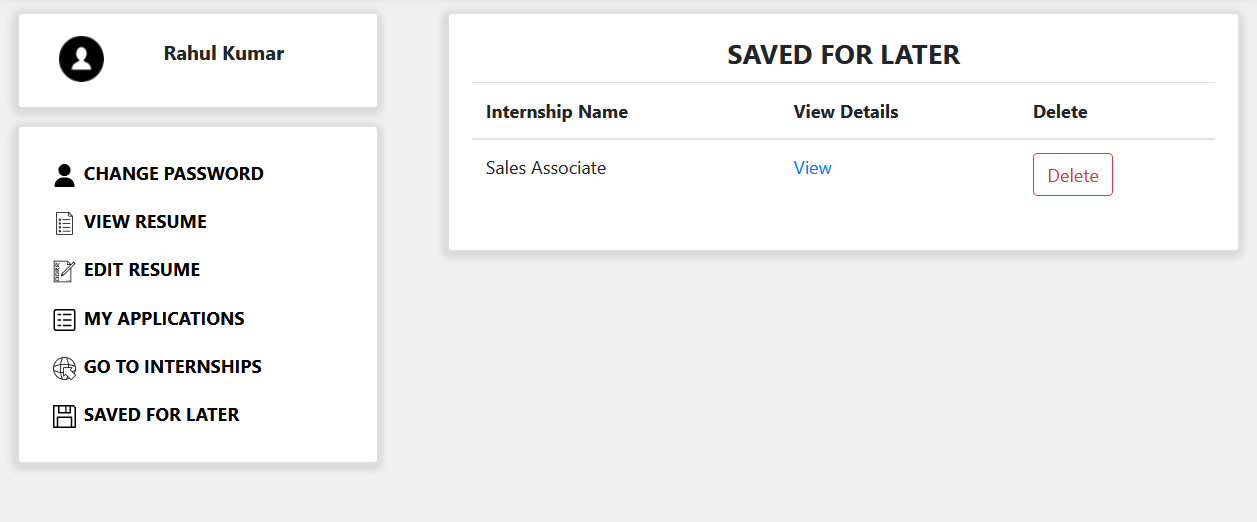 Rahul Kumar
CHANGE PASSWORD
VIEW RESUME
EDIT RESUME
MY APPLICATIONS
GO TO INTERNSHIPS
SAVED FOR LATER
SAVED FOR LATER
Internship Name View Details Delete
Sales Associate View Delete